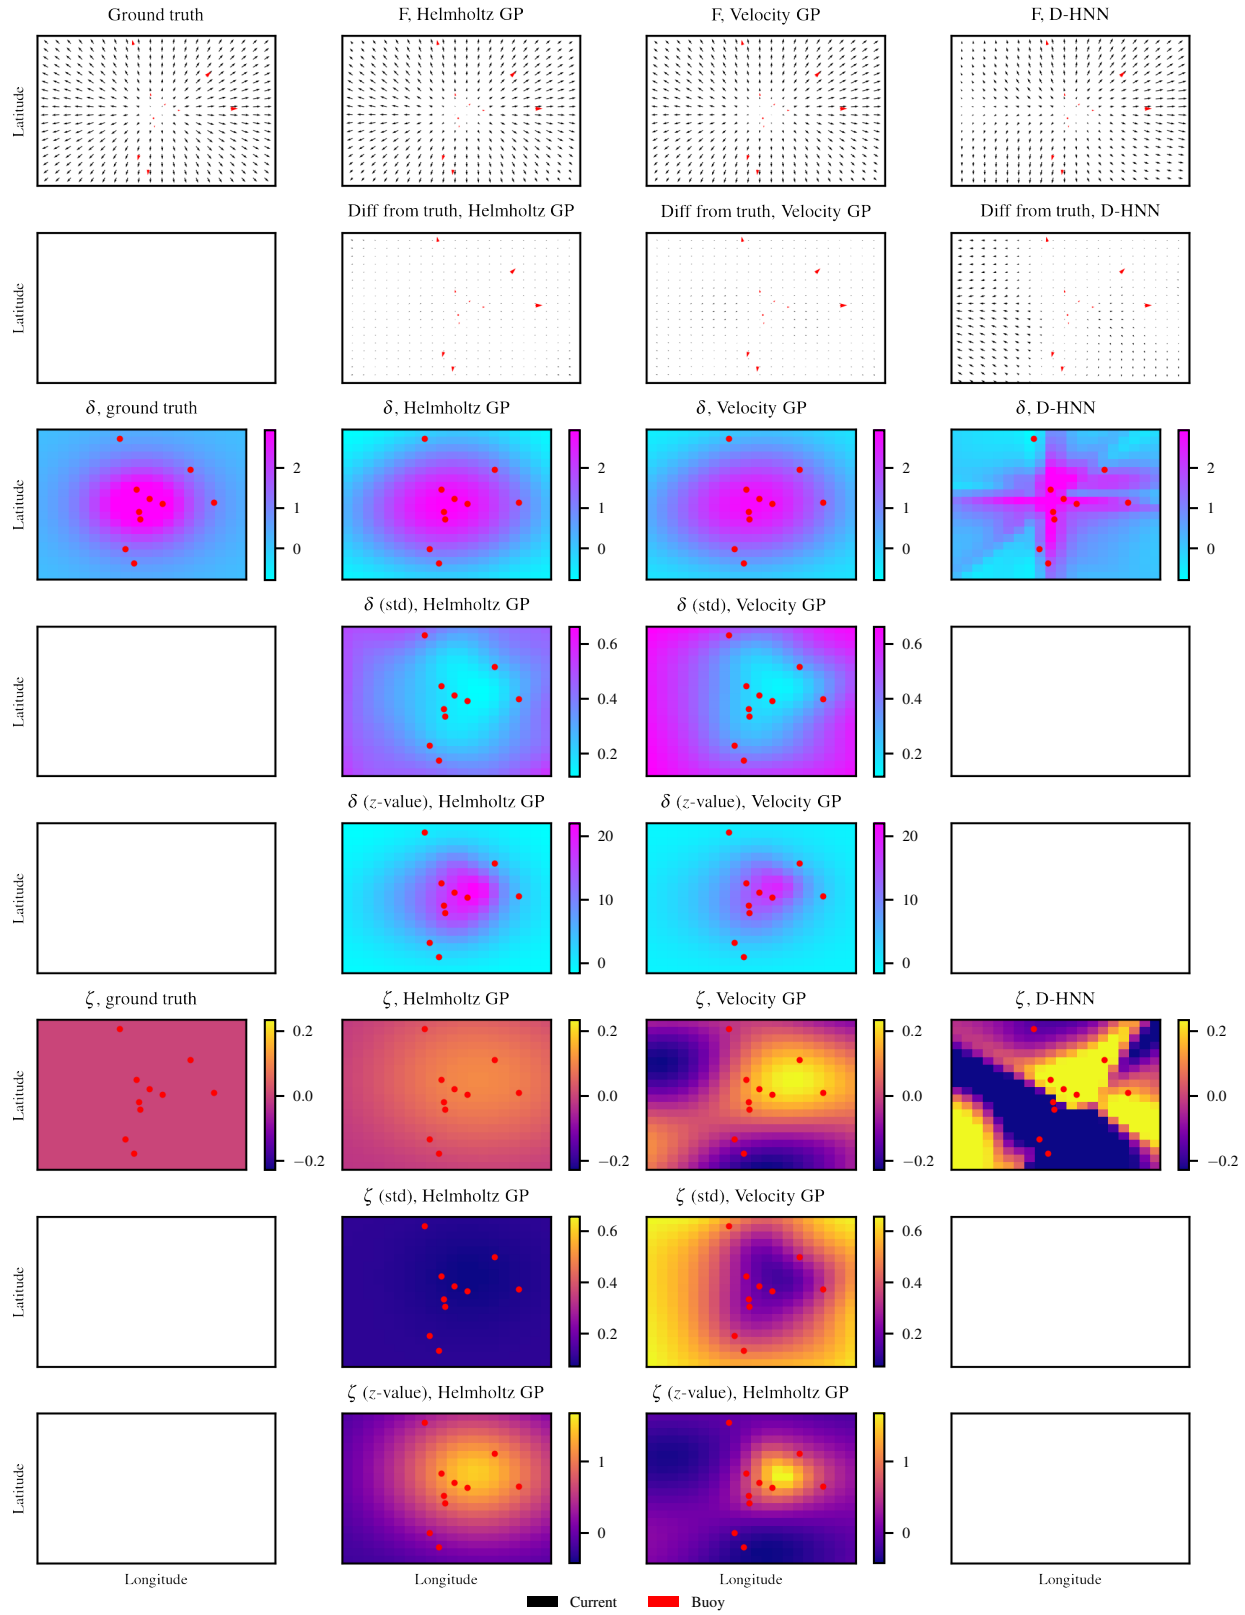 Ground truth
F, Helmholtz GP
F, Velocity GP
F, D-HNN
Latitude
Diff from truth, Helmholtz GP
Diff from truth, Velocity GP
Diff from truth, D-HNN
Latitude
δ, ground truth
δ, Helmholtz GP
δ, Velocity GP
δ, D-HNN
Latitude
2
1
0
2
1
0
2
1
0
2
1
0
δ (std), Helmholtz GP
δ (std), Velocity GP
Latitude
0.6
0.4
0.2
0.6
0.4
0.2
δ (z-value), Helmholtz GP
δ (z-value), Velocity GP
Latitude
20
10
0
20
10
0
ζ, ground truth
ζ, Helmholtz GP
ζ, Velocity GP
ζ, D-HNN
Latitude
0.2
0.0
−0.2
0.2
0.0
−0.2
0.2
0.0
−0.2
0.2
0.0
−0.2
ζ (std), Helmholtz GP
ζ (std), Velocity GP
Latitude
0.6
0.4
0.2
0.6
0.4
0.2
ζ (z-value), Helmholtz GP
ζ (z-value), Helmholtz GP
Latitude
1
0
1
0
Longitude
Longitude
Longitude
Longitude
Current
Buoy